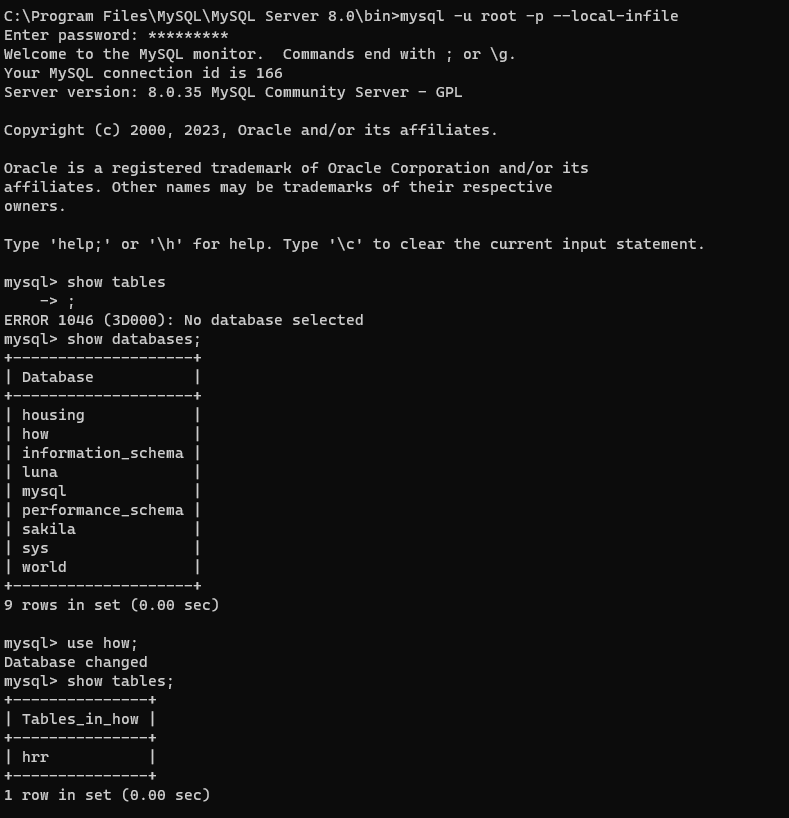 C:\Program Files\MySQL\MySQL Server 8.0\bin>mysql -u root -p --local-infile
Enter password: *********
Welcome to the MySQL monitor.  Commands end with ; or \g.
Your MySQL connection id is 166
Server version: 8.0.35 MySQL Community Server - GPL

Copyright (c) 2000, 2023, Oracle and/or its affiliates.

Oracle is a registered trademark of Oracle Corporation and/or its
affiliates. Other names may be trademarks of their respective
owners.

Type 'help;' or '\h' for help. Type '\c' to clear the current input statement.

mysql> show tables
    -> ;
ERROR 1046 (3D000): No database selected
mysql> show databases;
+--------------------+
| Database           |
+--------------------+
| housing            |
| how                |
| information_schema |
| luna               |
| mysql              |
| performance_schema |
| sakila             |
| sys                |
| world              |
+--------------------+
9 rows in set (0.00 sec)

mysql> use how;
Database changed
mysql> show tables;
+---------------+
| Tables_in_how |
+---------------+
| hrr           |
+---------------+
1 row in set (0.00 sec)